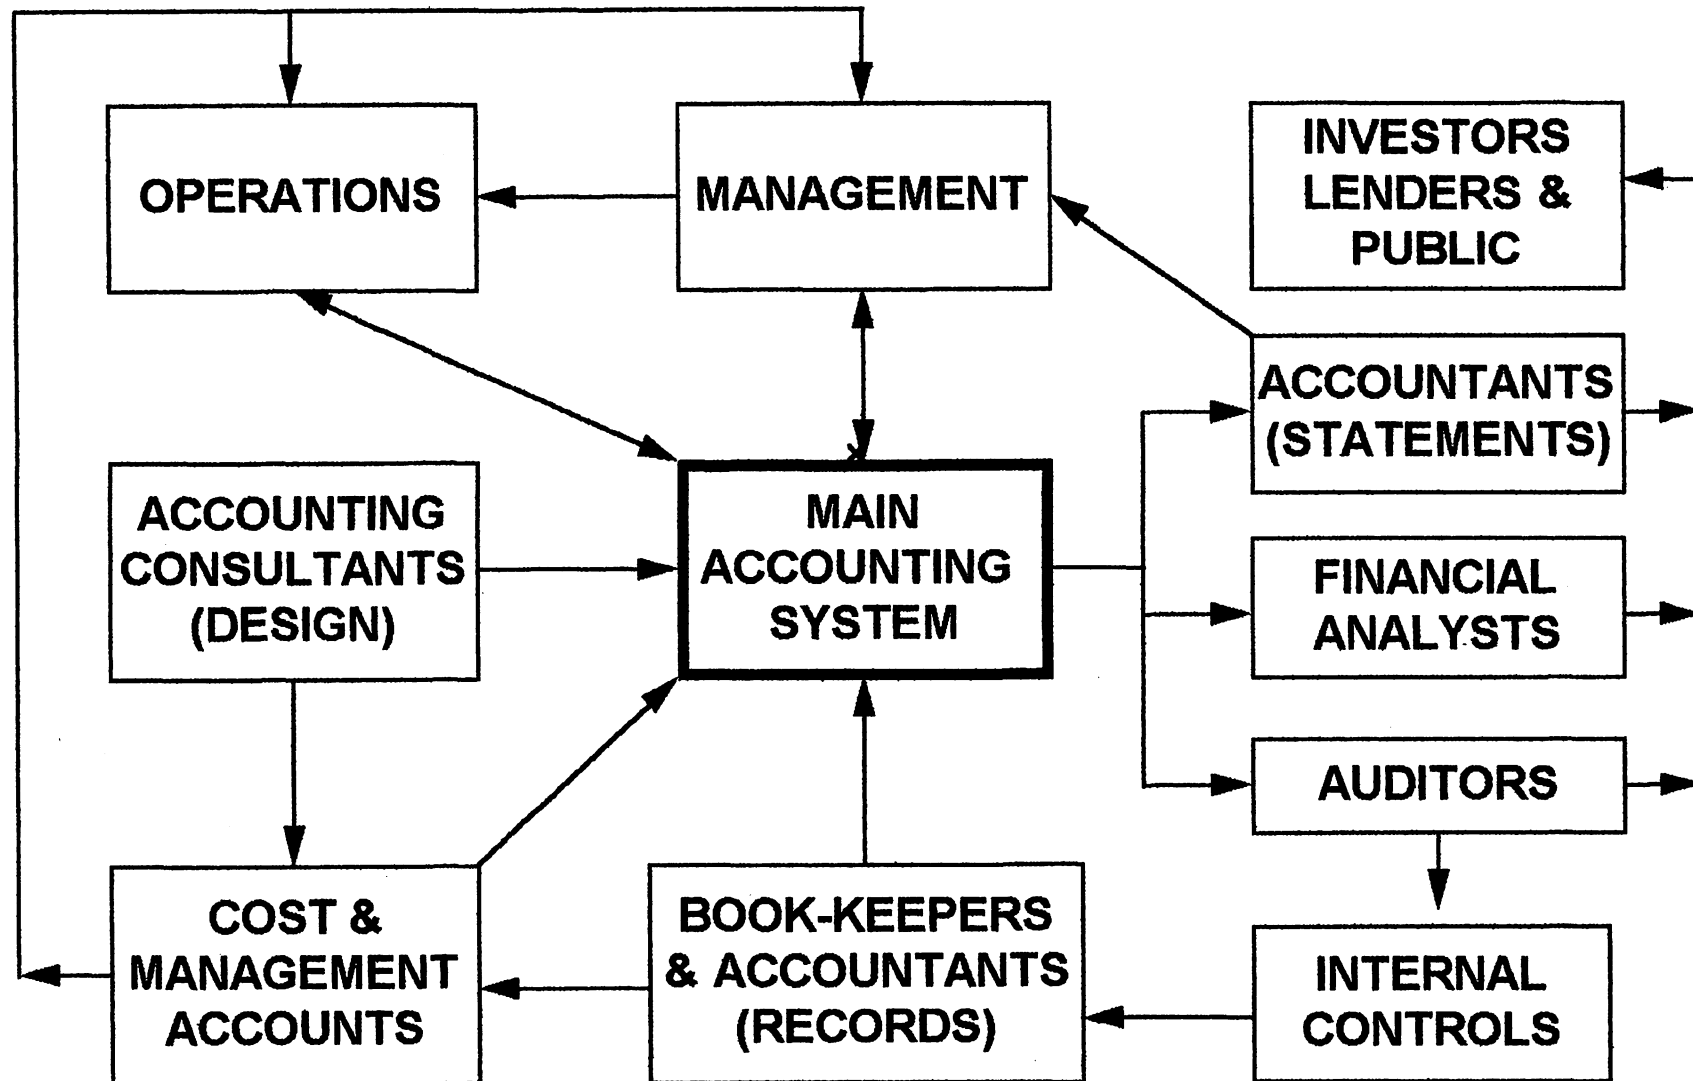 OPERATIONS
MANAGEMENT
INVESTORS
LENDERS &
PUBLIC
ACCOUNTANTS
(STATEMENTS)
ACCOUNTING
CONSULTANTS
(DESIGN)
MAIN
ACCOUNTING
SYSTEM
FINANCIAL
ANALYSTS
AUDITORS
COST &
MANAGEMENT
ACCOUNTS
BOOK-KEEPERS
& ACCOUNTANTS
(RECORDS)
INTERNAL
CONTROLS